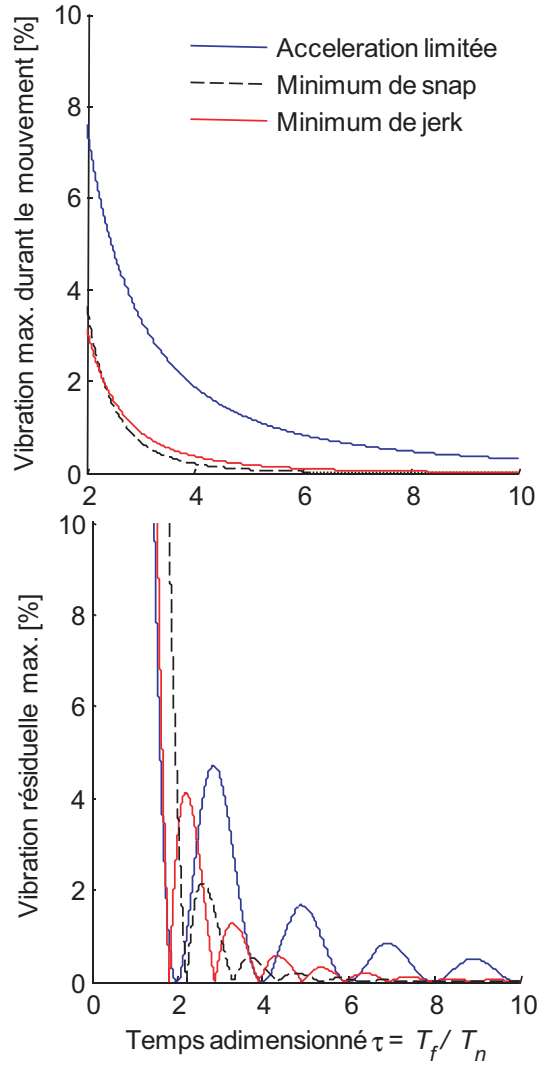 Vibration max. durant le mouvement [%]
10
8
6
4
2
0
Acceleration limitée
Minimum de snap
Minimum de jerk
2 4 6 8 10
Vibration résiduelle max. [%]
10
8
6
4
2
0
0 2 4 6 8 10
Temps adimensionné τ = T_f / T_n